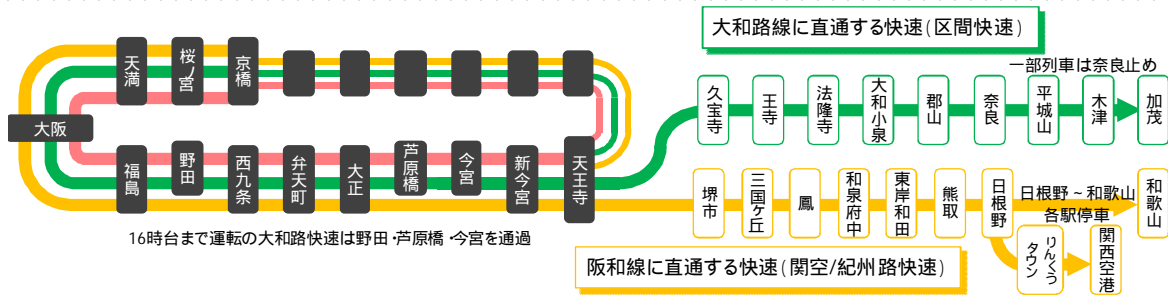 大和路線に直通する快速(区間快速)
一部列車は奈良止め
天満
桜ノ宮
京橋
大阪
久宝寺
王寺
法隆寺
大和小泉
郡山
奈良
平城山
木津
加茂
福島
野田
西九条
弁天町
大正
芦原橋
今宮
新今宮
天王寺
堺市
三国ケ丘
鳳
和泉府中
東岸和田
熊取
日根野
日根野~和歌山
各駅停車
和歌山
りんくう
タウン
関西空港
16時台まで運転の大和路快速は野田・芦原橋・今宮を通過
阪和線に直通する快速(関空/紀州路快速)